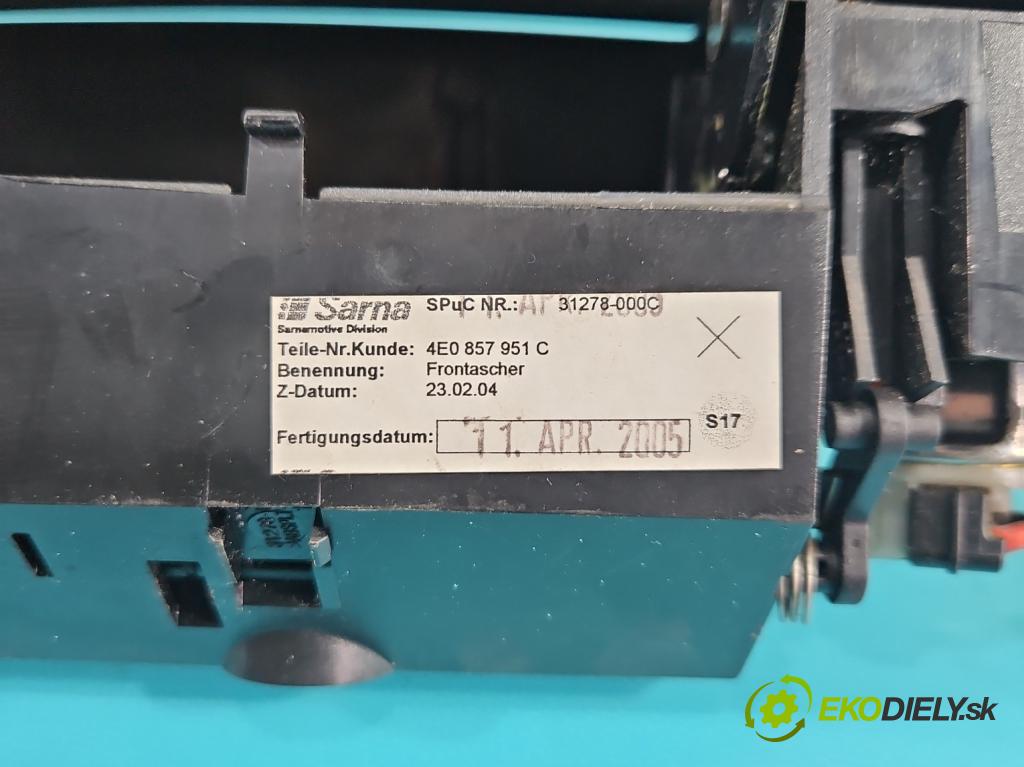 Sarna SPuC NR.: 31278-000C
Sarnamotive Division
Teile-Nr.Kunde: 4E0 857 951 C
Benennung: Frontascher
Z-Datum: 23.02.04
Fertigungsdatum: 11. APR. 2005 S17
EKODIELY.sk